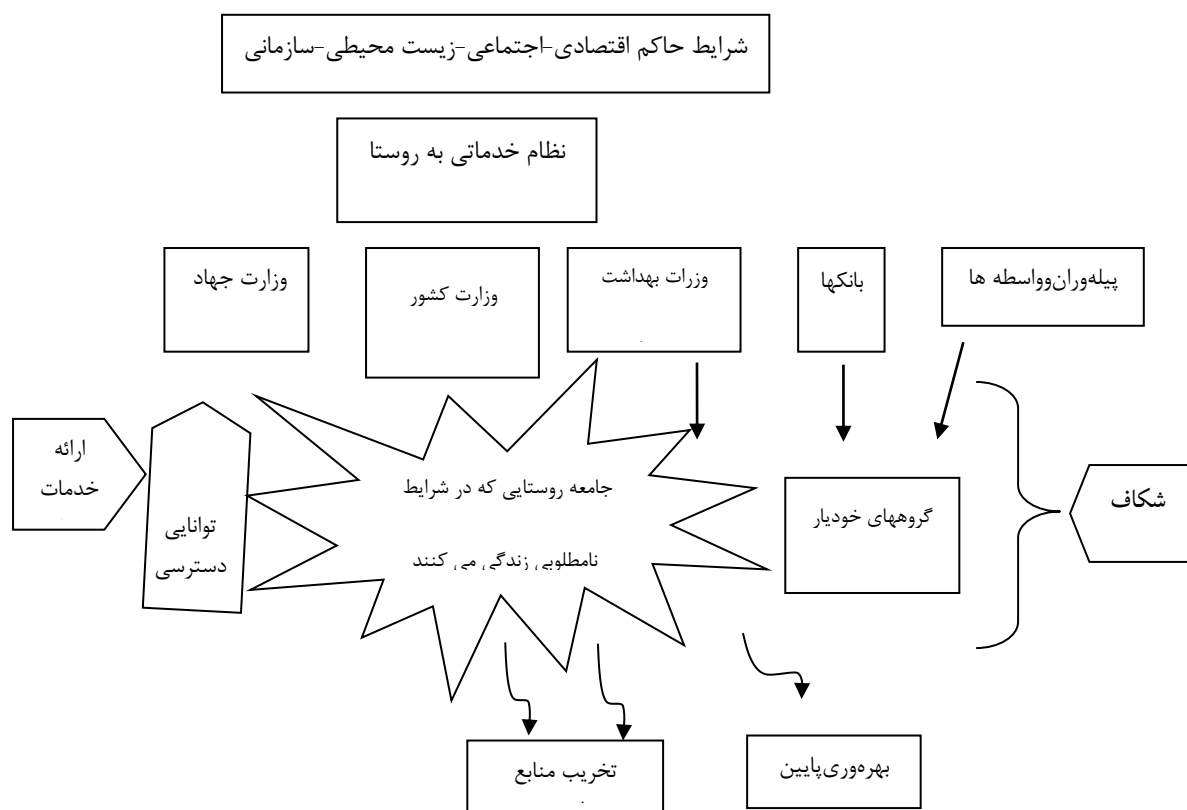 شرایط حاکم اقتصادی-اجتماعی-زیست محیطی-سازمانی
نظام خدماتی به روستا
پیله‌وران‌وواسطه ها
بانکها
وزرات بهداشت
وزارت کشور
وزارت جهاد
ارائه
خدمات
توانایی
دسترسی
جامعه روستایی که در شرایط
نامطلوبی زندگی می کنند
گروههای خودیار
شکاف
تخریب منابع
بهره‌وری‌پایین